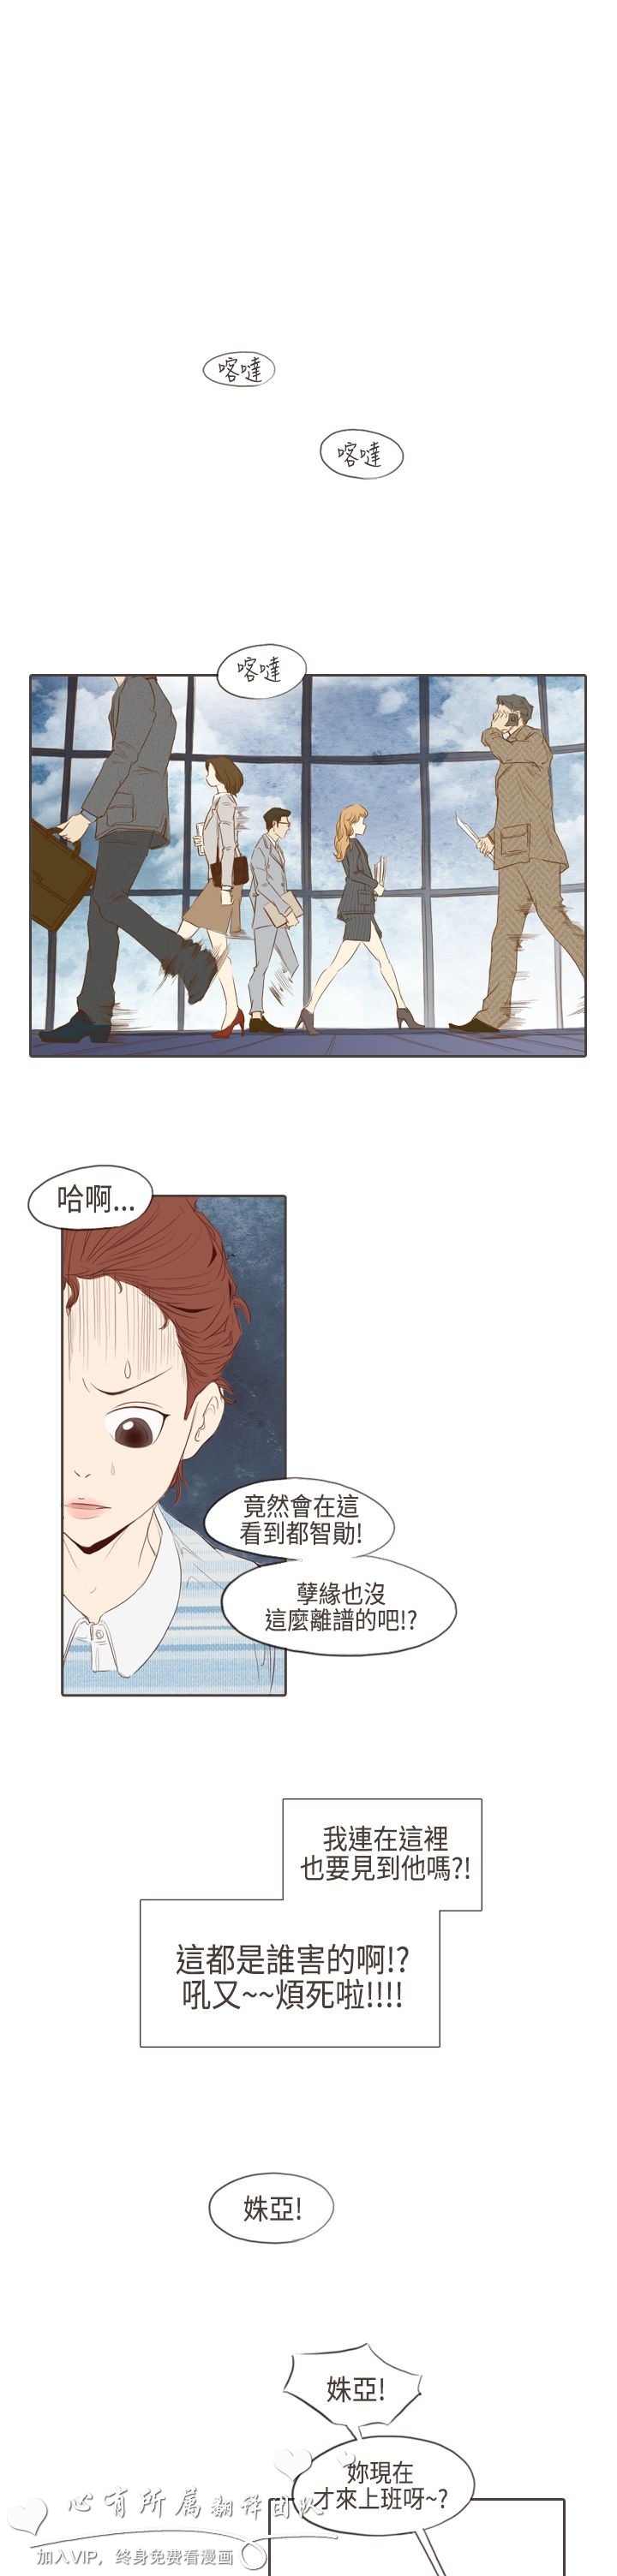 喀噠
喀噠
喀噠
哈啊...
竟然會在這
看到都智勛!
孽緣也沒
這麼離譜的吧!?
我連在這裡
也要見到他嗎?!
這都是誰害的啊!?
吼又~~煩死啦!!!!
姝亞!
姝亞!
妳現在
才來上班呀~?
心有所属翻译团队
加入VIP，终身免费看漫画